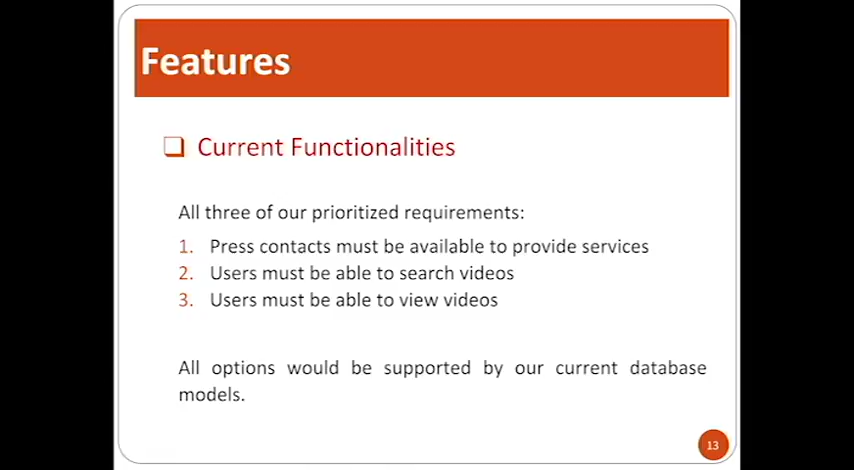 Features
Current Functionalities
All three of our prioritized requirements:
1. Press contacts must be available to provide services
2. Users must be able to search videos
3. Users must be able to view videos
All options would be supported by our current database
models.
13